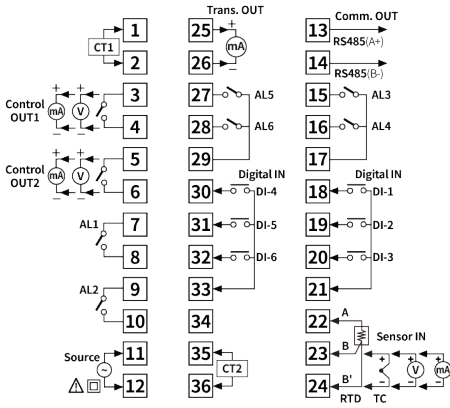 Trans. OUT
Comm. OUT
1
CT1
2
25
+
mA
−
26
13
RS485(A+)
14
RS485(B-)
Control
OUT1
+
mA
−
+
V
−
3
4
27
AL5
28
AL6
29
15
AL3
16
AL4
17
Control
OUT2
+
mA
−
+
V
−
5
6
Digital IN
30
DI-4
31
DI-5
32
DI-6
33
Digital IN
18
DI-1
19
DI-2
20
DI-3
21
AL1
7
8
AL2
9
10
34
22
A
Sensor IN
23
B
24
B'
RTD
+
−
TC
+
V
−
+
mA
−
Source
11
~
12
35
CT2
36